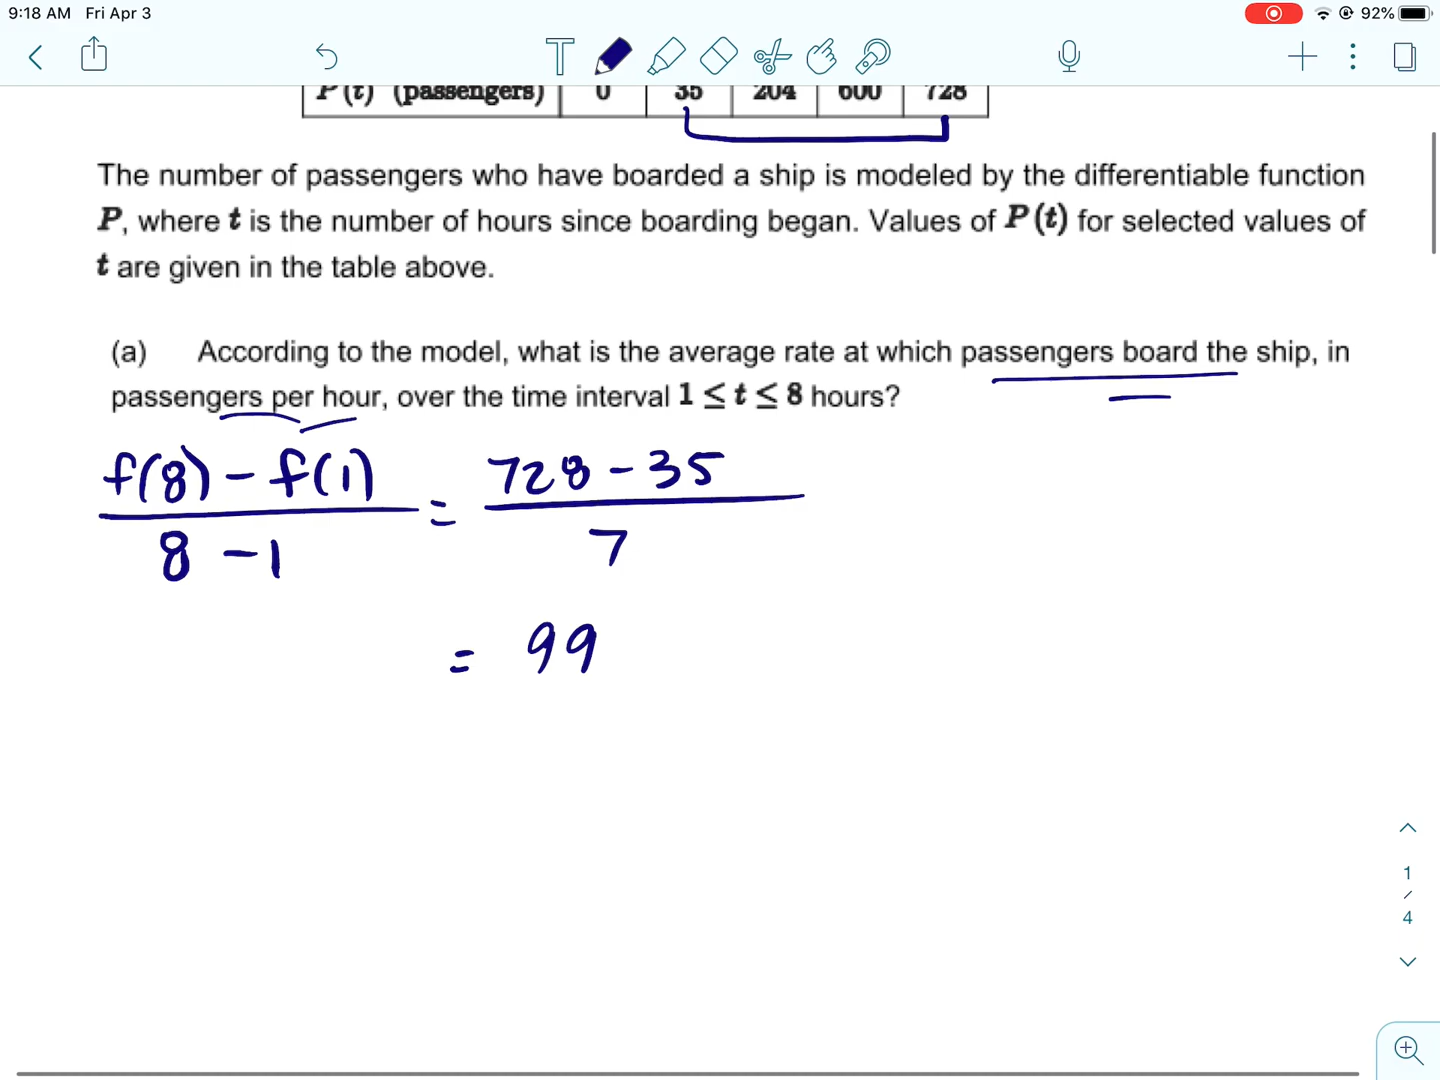 9:18 AM Fri Apr 3 92%
P(t) (passengers) 0 35 204 600 728
The number of passengers who have boarded a ship is modeled by the differentiable function
P, where t is the number of hours since boarding began. Values of P(t) for selected values of
t are given in the table above.
(a) According to the model, what is the average rate at which passengers board the ship, in
passengers per hour, over the time interval 1 ≤ t ≤ 8 hours?
f(8) - f(1) = 728 - 35
8 - 1 7
= 99
1
/
4